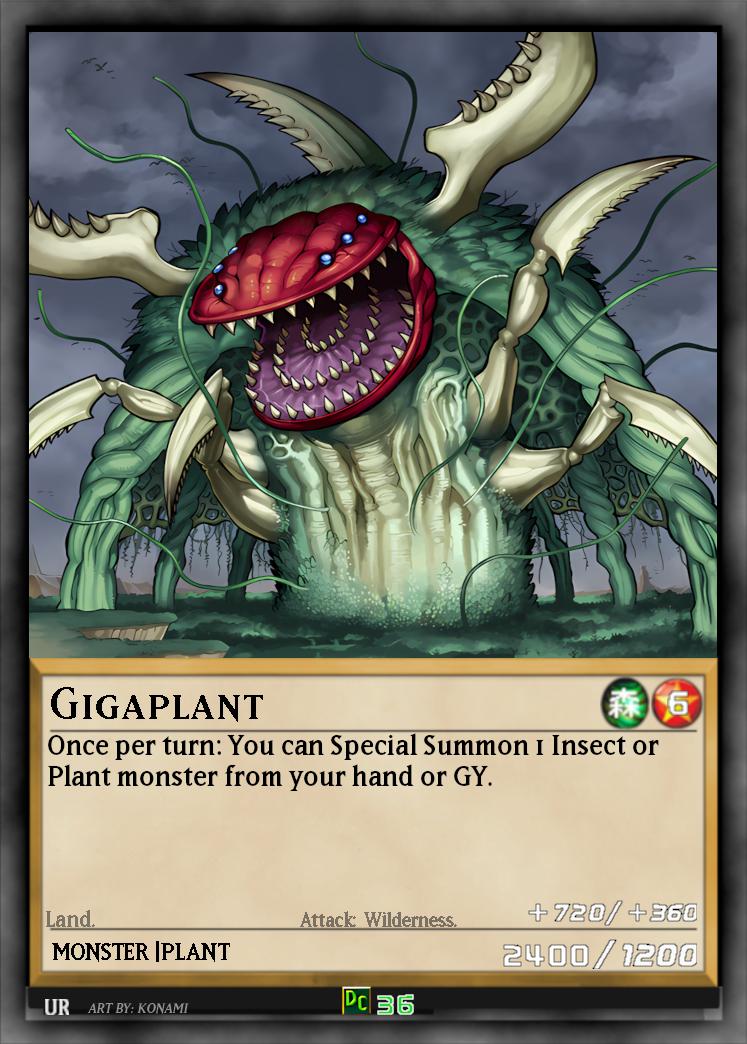 Gigaplant
森 6
Once per turn: You can Special Summon 1 Insect or
Plant monster from your hand or GY.
Land. Attack: Wilderness. +720/+360
MONSTER |PLANT 2400/1200
UR ART BY: KONAMI PC 36